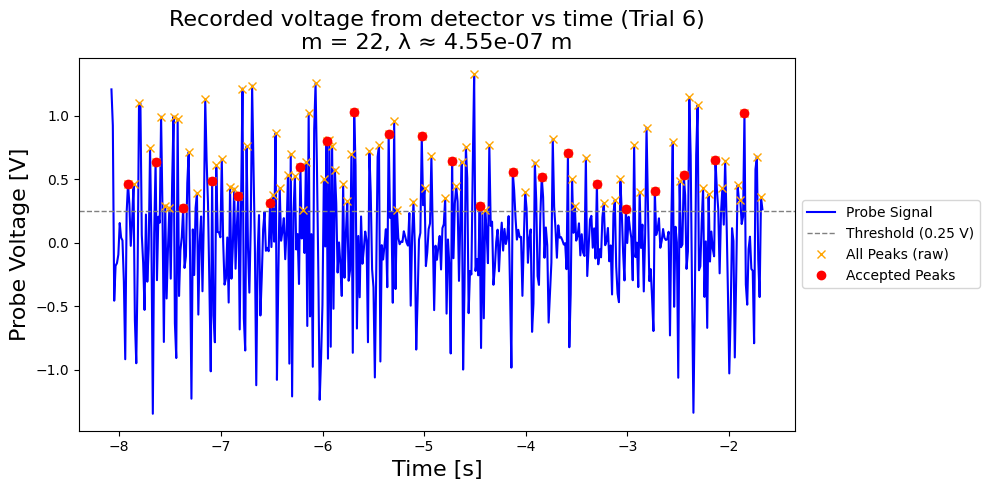 Recorded voltage from detector vs time (Trial 6)
m = 22, λ ≈ 4.55e-07 m
Probe Voltage [V]
1.0
0.5
0.0
−0.5
−1.0
−8
−7
−6
−5
−4
−3
−2
Time [s]
Probe Signal
Threshold (0.25 V)
All Peaks (raw)
Accepted Peaks